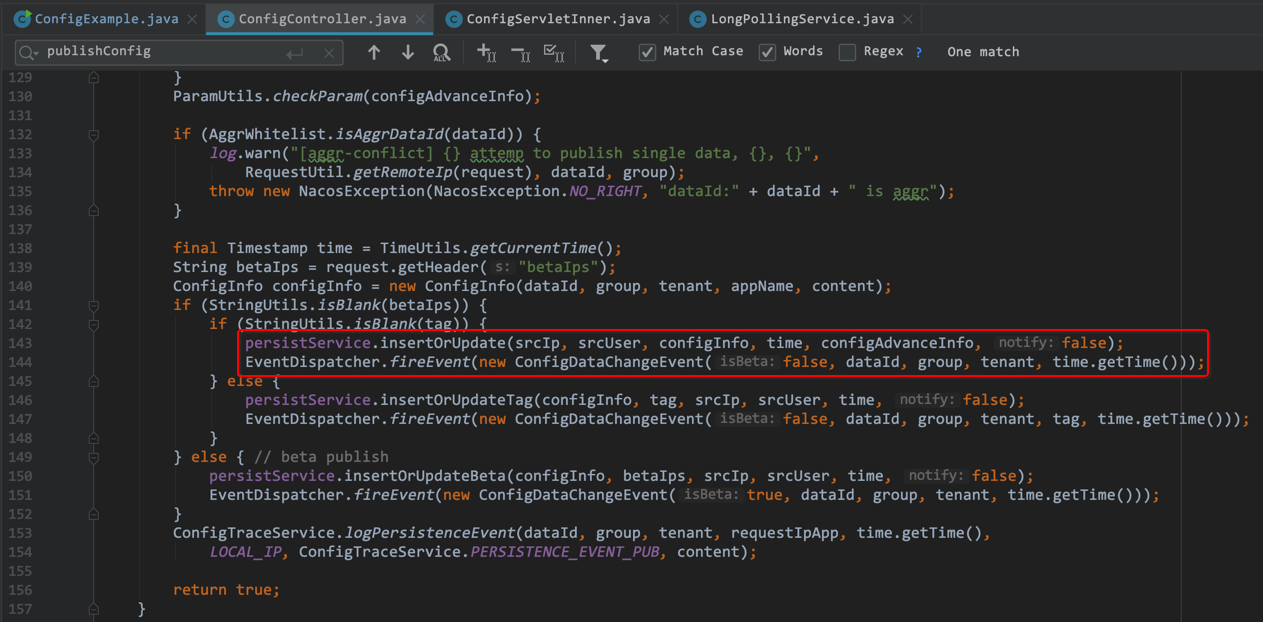 ConfigExample.java ConfigController.java ConfigServletInner.java LongPollingService.java
publishConfig Match Case Words Regex ? One match
129 }
130 ParamUtils.checkParam(configAdvanceInfo);
131
132 if (AggrWhitelist.isAggrDataId(dataId)) {
133 log.warn("[aggr-conflict] {} attemp to publish single data, {}, {}",
134 RequestUtil.getRemoteIp(request), dataId, group);
135 throw new NacosException(NacosException.NO_RIGHT, "dataId:" + dataId + " is aggr");
136 }
137
138 final Timestamp time = TimeUtils.getCurrentTime();
139 String betaIps = request.getHeader( s: "betaIps");
140 ConfigInfo configInfo = new ConfigInfo(dataId, group, tenant, appName, content);
141 if (StringUtils.isBlank(betaIps)) {
142 if (StringUtils.isBlank(tag)) {
143 persistService.insertOrUpdate(srcIp, srcUser, configInfo, time, configAdvanceInfo, notify: false);
144 EventDispatcher.fireEvent(new ConfigDataChangeEvent( isBeta: false, dataId, group, tenant, time.getTime()));
145 } else {
146 persistService.insertOrUpdateTag(configInfo, tag, srcIp, srcUser, time, notify: false);
147 EventDispatcher.fireEvent(new ConfigDataChangeEvent( isBeta: false, dataId, group, tenant, tag, time.getTime()));
148 }
149 } else { // beta publish
150 persistService.insertOrUpdateBeta(configInfo, betaIps, srcIp, srcUser, time, notify: false);
151 EventDispatcher.fireEvent(new ConfigDataChangeEvent( isBeta: true, dataId, group, tenant, time.getTime()));
152 }
153 ConfigTraceService.logPersistenceEvent(dataId, group, tenant, requestIpApp, time.getTime(),
154 LOCAL_IP, ConfigTraceService.PERSISTENCE_EVENT_PUB, content);
155
156 return true;
157 }